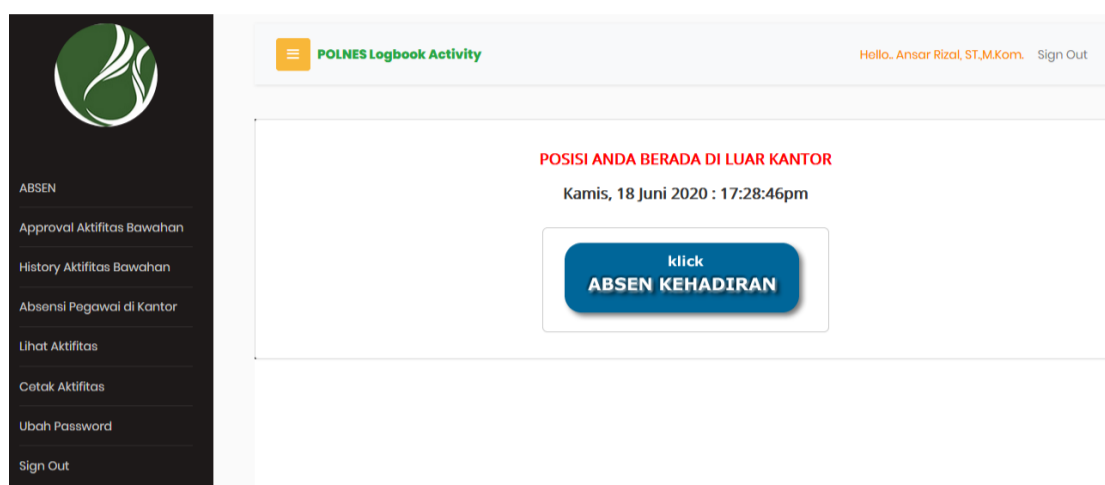 POLNES Logbook Activity
Hello.. Ansar Rizal, ST.,M.Kom.
Sign Out
ABSEN
Approval Aktifitas Bawahan
History Aktifitas Bawahan
Absensi Pegawai di Kantor
Lihat Aktifitas
Cetak Aktifitas
Ubah Password
Sign Out
POSISI ANDA BERADA DI LUAR KANTOR
Kamis, 18 Juni 2020 : 17:28:46pm
klick
ABSEN KEHADIRAN